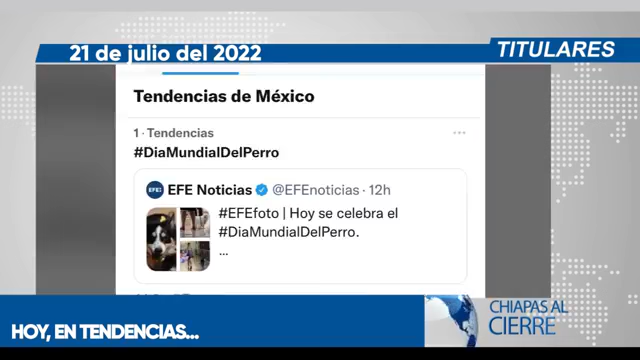 21 de julio del 2022
TITULARES
Tendencias de México
1 · Tendencias
#DiaMundialDelPerro
EFE: EFE Noticias @EFEnoticias · 12h
#EFEfoto | Hoy se celebra el
#DiaMundialDelPerro.
...
HOY, EN TENDENCIAS...
CHIAPAS AL
CIERRE